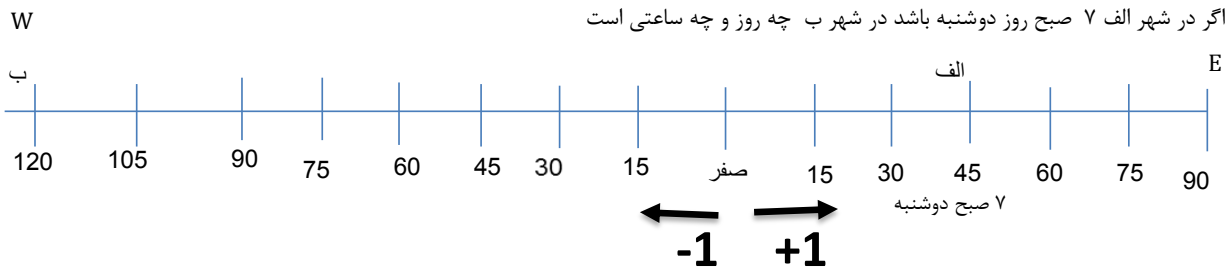 W
اگر در شهر الف ۷ صبح روز دوشنبه باشد در شهر ب چه روز و چه ساعتی است
ب الف E
120 105 90 75 60 45 30 15 صفر 15 30 45 60 75 90
۷ صبح دوشنبه
-1 +1